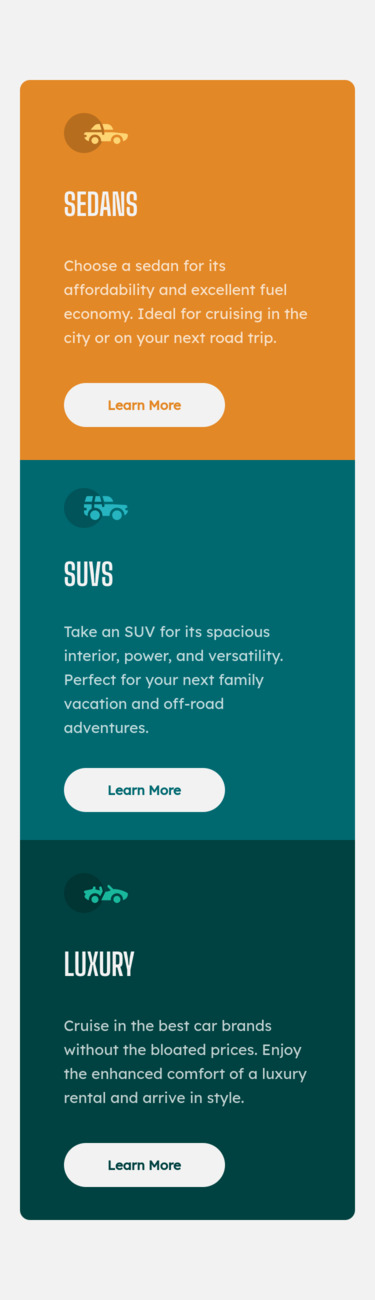 SEDANS
Choose a sedan for its
affordability and excellent fuel
economy. Ideal for cruising in the
city or on your next road trip.
Learn More
SUVS
Take an SUV for its spacious
interior, power, and versatility.
Perfect for your next family
vacation and off-road
adventures.
Learn More
LUXURY
Cruise in the best car brands
without the bloated prices. Enjoy
the enhanced comfort of a luxury
rental and arrive in style.
Learn More